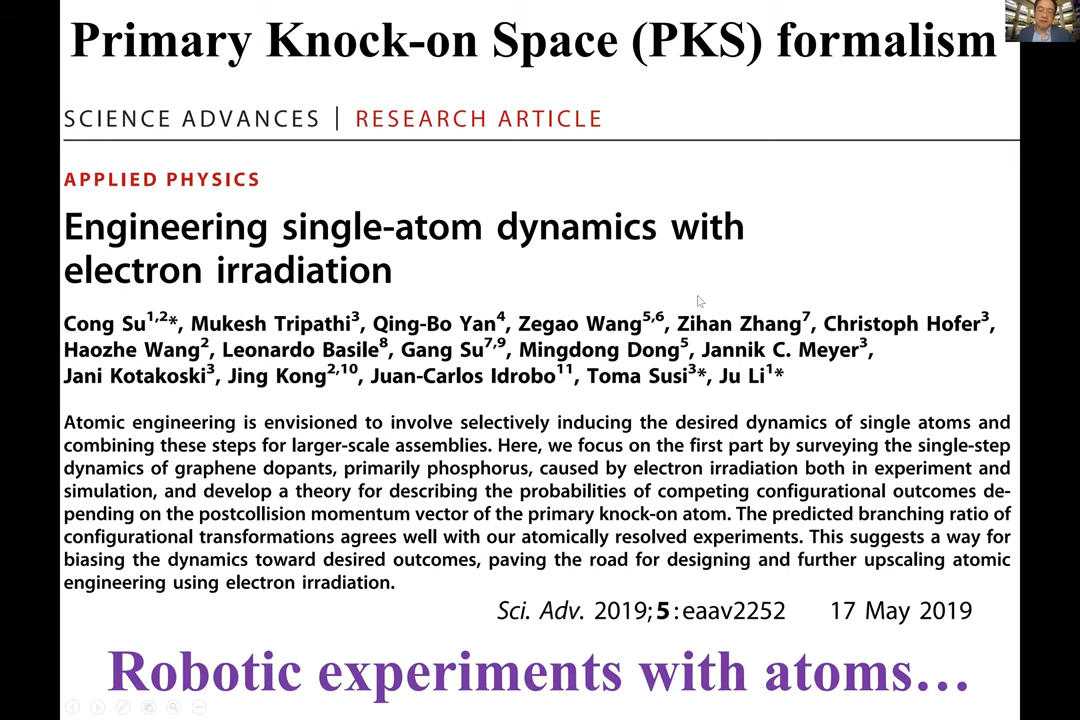 Primary Knock-on Space (PKS) formalism
SCIENCE ADVANCES | RESEARCH ARTICLE
APPLIED PHYSICS
Engineering single-atom dynamics with
electron irradiation
Cong Su1,2*, Mukesh Tripathi3, Qing-Bo Yan4, Zegao Wang5,6, Zihan Zhang7, Christoph Hofer3,
Haozhe Wang2, Leonardo Basile8, Gang Su7,9, Mingdong Dong5, Jannik C. Meyer3,
Jani Kotakoski3, Jing Kong2,10, Juan-Carlos Idrobo11, Toma Susi3*, Ju Li1*
Atomic engineering is envisioned to involve selectively inducing the desired dynamics of single atoms and
combining these steps for larger-scale assemblies. Here, we focus on the first part by surveying the single-step
dynamics of graphene dopants, primarily phosphorus, caused by electron irradiation both in experiment and
simulation, and develop a theory for describing the probabilities of competing configurational outcomes de-
pending on the postcollision momentum vector of the primary knock-on atom. The predicted branching ratio of
configurational transformations agrees well with our atomically resolved experiments. This suggests a way for
biasing the dynamics toward desired outcomes, paving the road for designing and further upscaling atomic
engineering using electron irradiation.
Sci. Adv. 2019;5:eaav2252 17 May 2019
Robotic experiments with atoms…